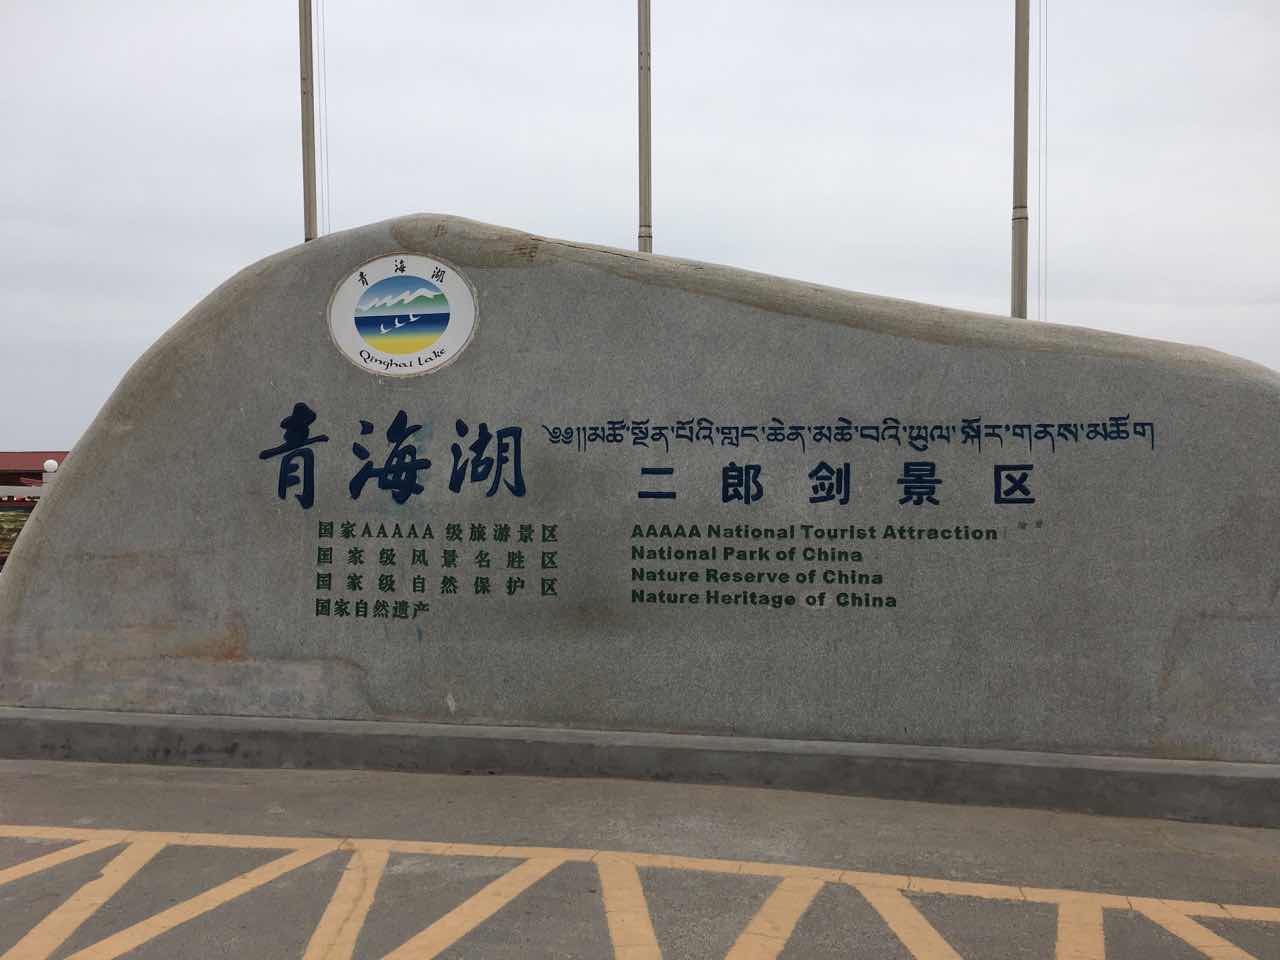 青海湖
Qinghai Lake
青海湖
༄༅།།མཚོ་སྔོན་པོའི་གླང་ཆེན་མཆེ་བའི་ཡུལ་སྐོར་གནས་མཆོག
二郎剑景区
国家AAAAA级旅游景区
国家级风景名胜区
国家级自然保护区
国家自然遗产
AAAAA National Tourist Attraction
National Park of China
Nature Reserve of China
Nature Heritage of China